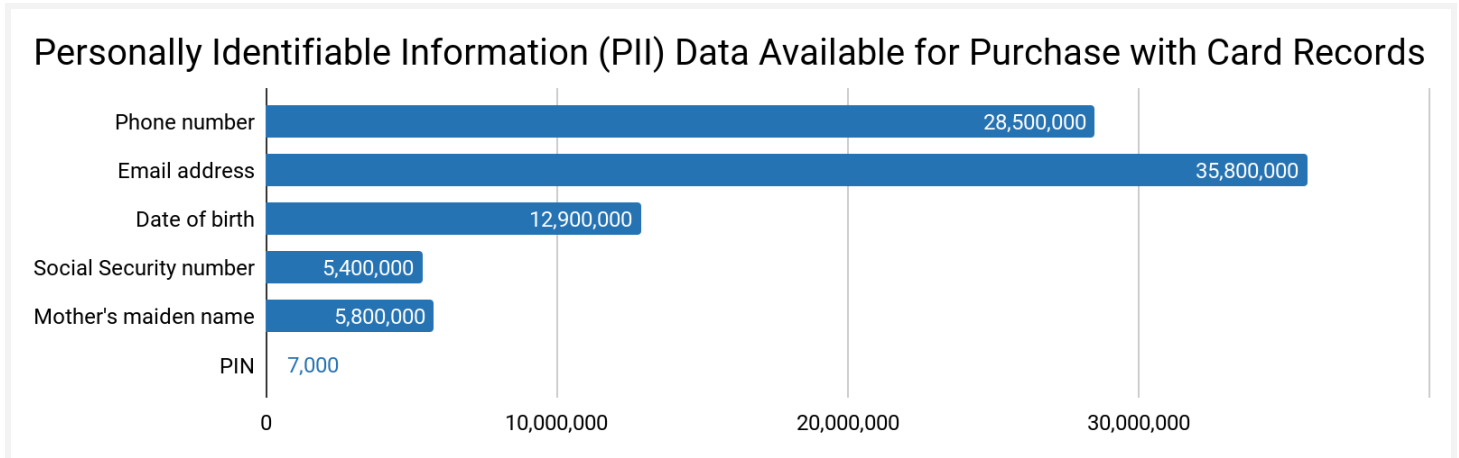 Personally Identifiable Information (PII) Data Available for Purchase with Card Records
Phone number 28,500,000
Email address 35,800,000
Date of birth 12,900,000
Social Security number 5,400,000
Mother's maiden name 5,800,000
PIN 7,000
0 10,000,000 20,000,000 30,000,000